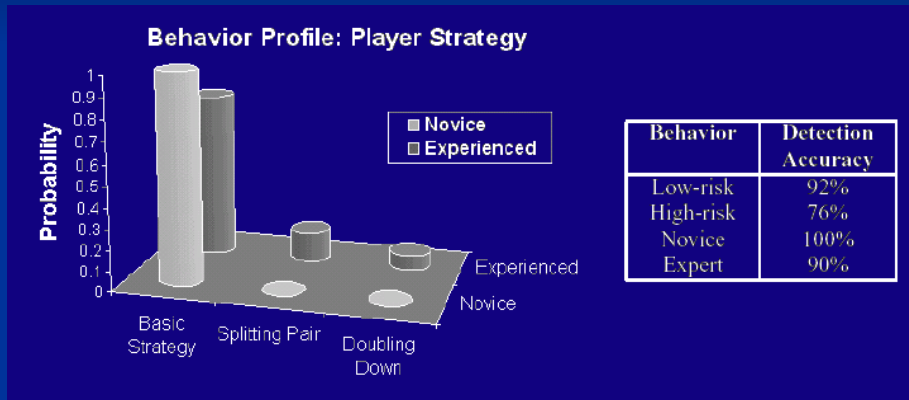 Behavior Profile: Player Strategy
Probability
1
0.9
0.8
0.7
0.6
0.5
0.4
0.3
0.2
0.1
0
Basic
Strategy
Splitting Pair
Doubling
Down
Novice
Experienced
Novice
Experienced
Behavior Detection
Accuracy
Low-risk 92%
High-risk 76%
Novice 100%
Expert 90%